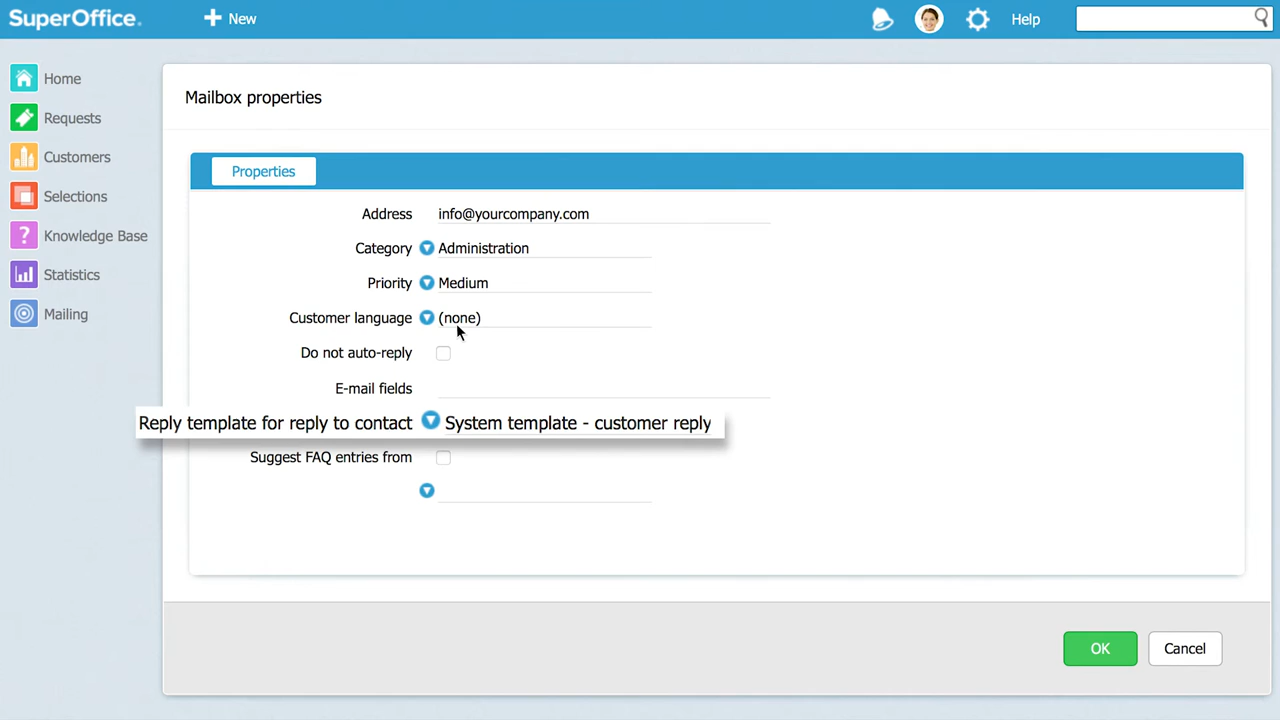 SuperOffice.
New
Help
Home
Requests
Customers
Selections
Knowledge Base
Statistics
Mailing
Mailbox properties
Properties
Address info@yourcompany.com
Category Administration
Priority Medium
Customer language (none)
Do not auto-reply
E-mail fields
Reply template for reply to contact System template - customer reply
Suggest FAQ entries from
OK Cancel